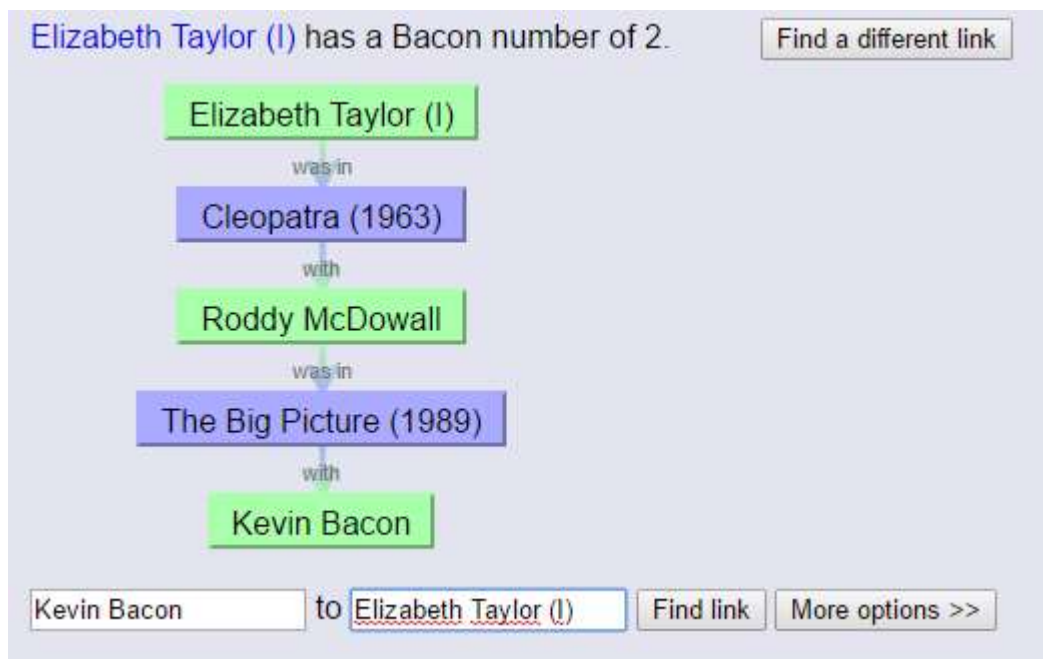 Elizabeth Taylor (I) has a Bacon number of 2. Find a different link
Elizabeth Taylor (I)
was in
Cleopatra (1963)
with
Roddy McDowall
was in
The Big Picture (1989)
with
Kevin Bacon
Kevin Bacon to Elizabeth Taylor (I) Find link More options >>